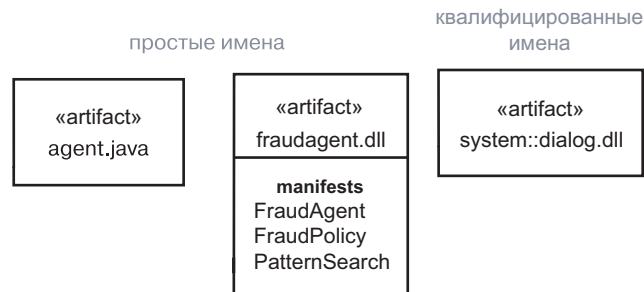 простые имена
квалифицированные
имена
«artifact»
agent.java
«artifact»
fraudagent.dll
manifests
FraudAgent
FraudPolicy
PatternSearch
«artifact»
system::dialog.dll